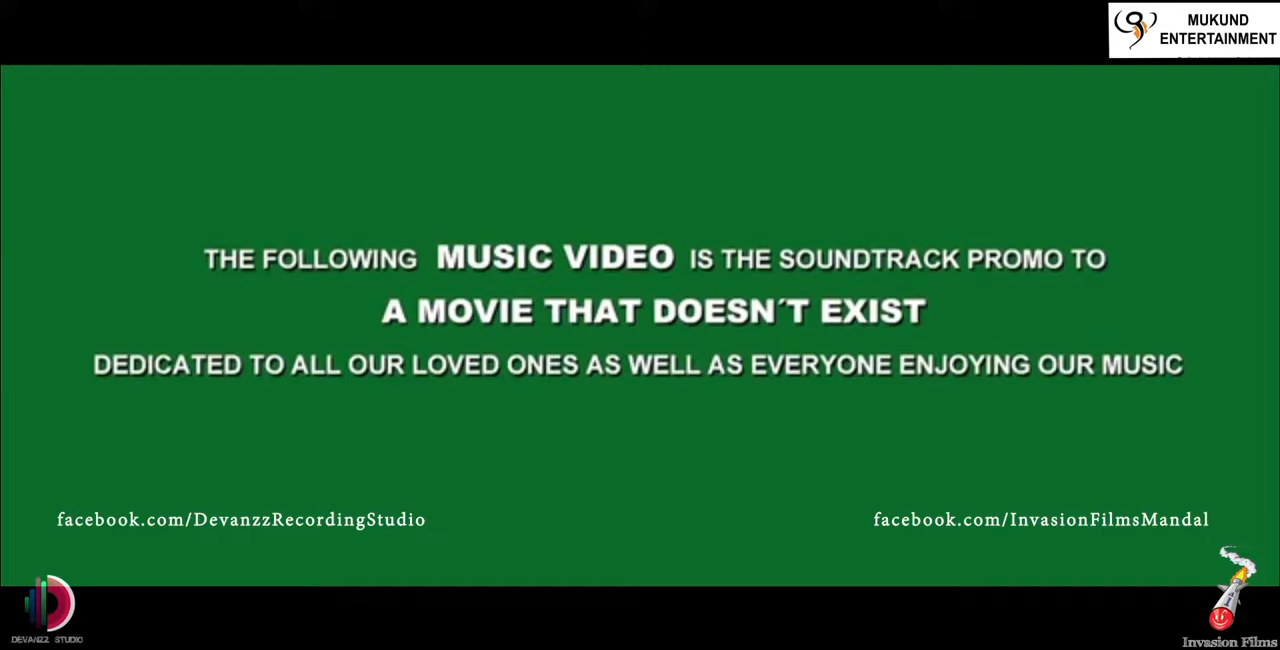 MUKUND
ENTERTAINMENT
THE FOLLOWING MUSIC VIDEO IS THE SOUNDTRACK PROMO TO
A MOVIE THAT DOESN´T EXIST
DEDICATED TO ALL OUR LOVED ONES AS WELL AS EVERYONE ENJOYING OUR MUSIC
facebook.com/DevanzzRecordingStudio
facebook.com/InvasionFilmsMandal
DEVANZZ STUDIO
Invasion Films